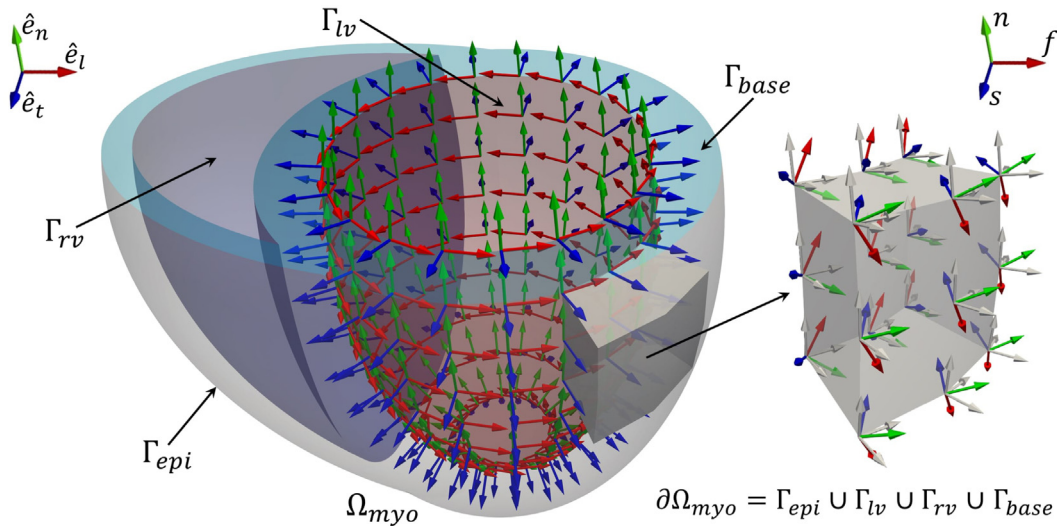 ê_n
ê_l
ê_t
Γ_lv
n
f
s
Γ_base
Γ_rv
Γ_epi
Ω_myo
∂Ω_myo = Γ_epi ∪ Γ_lv ∪ Γ_rv ∪ Γ_base